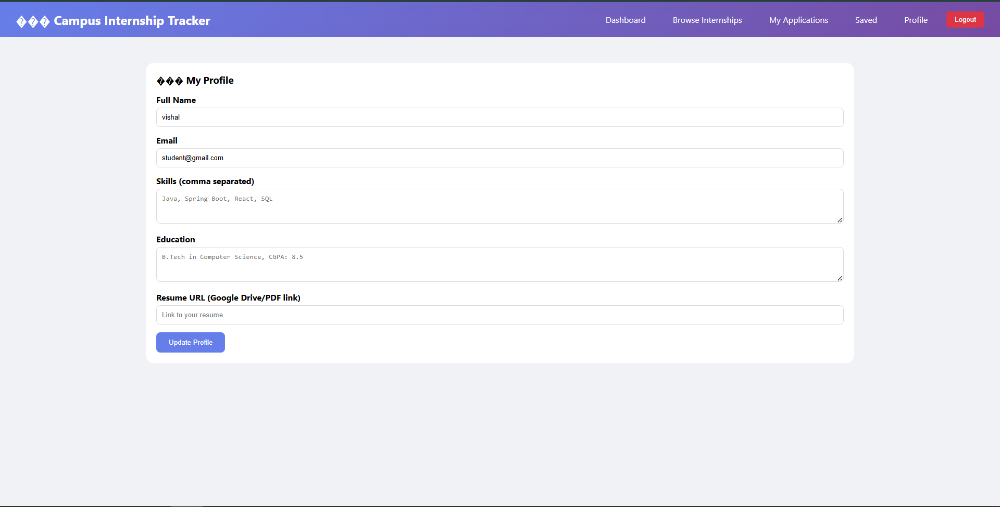 ��� Campus Internship Tracker
Dashboard Browse Internships My Applications Saved Profile Logout
��� My Profile
Full Name
vishal
Email
student@gmail.com
Skills (comma separated)
Java, Spring Boot, React, SQL
Education
B.Tech in Computer Science, CGPA: 8.5
Resume URL (Google Drive/PDF link)
Link to your resume
Update Profile